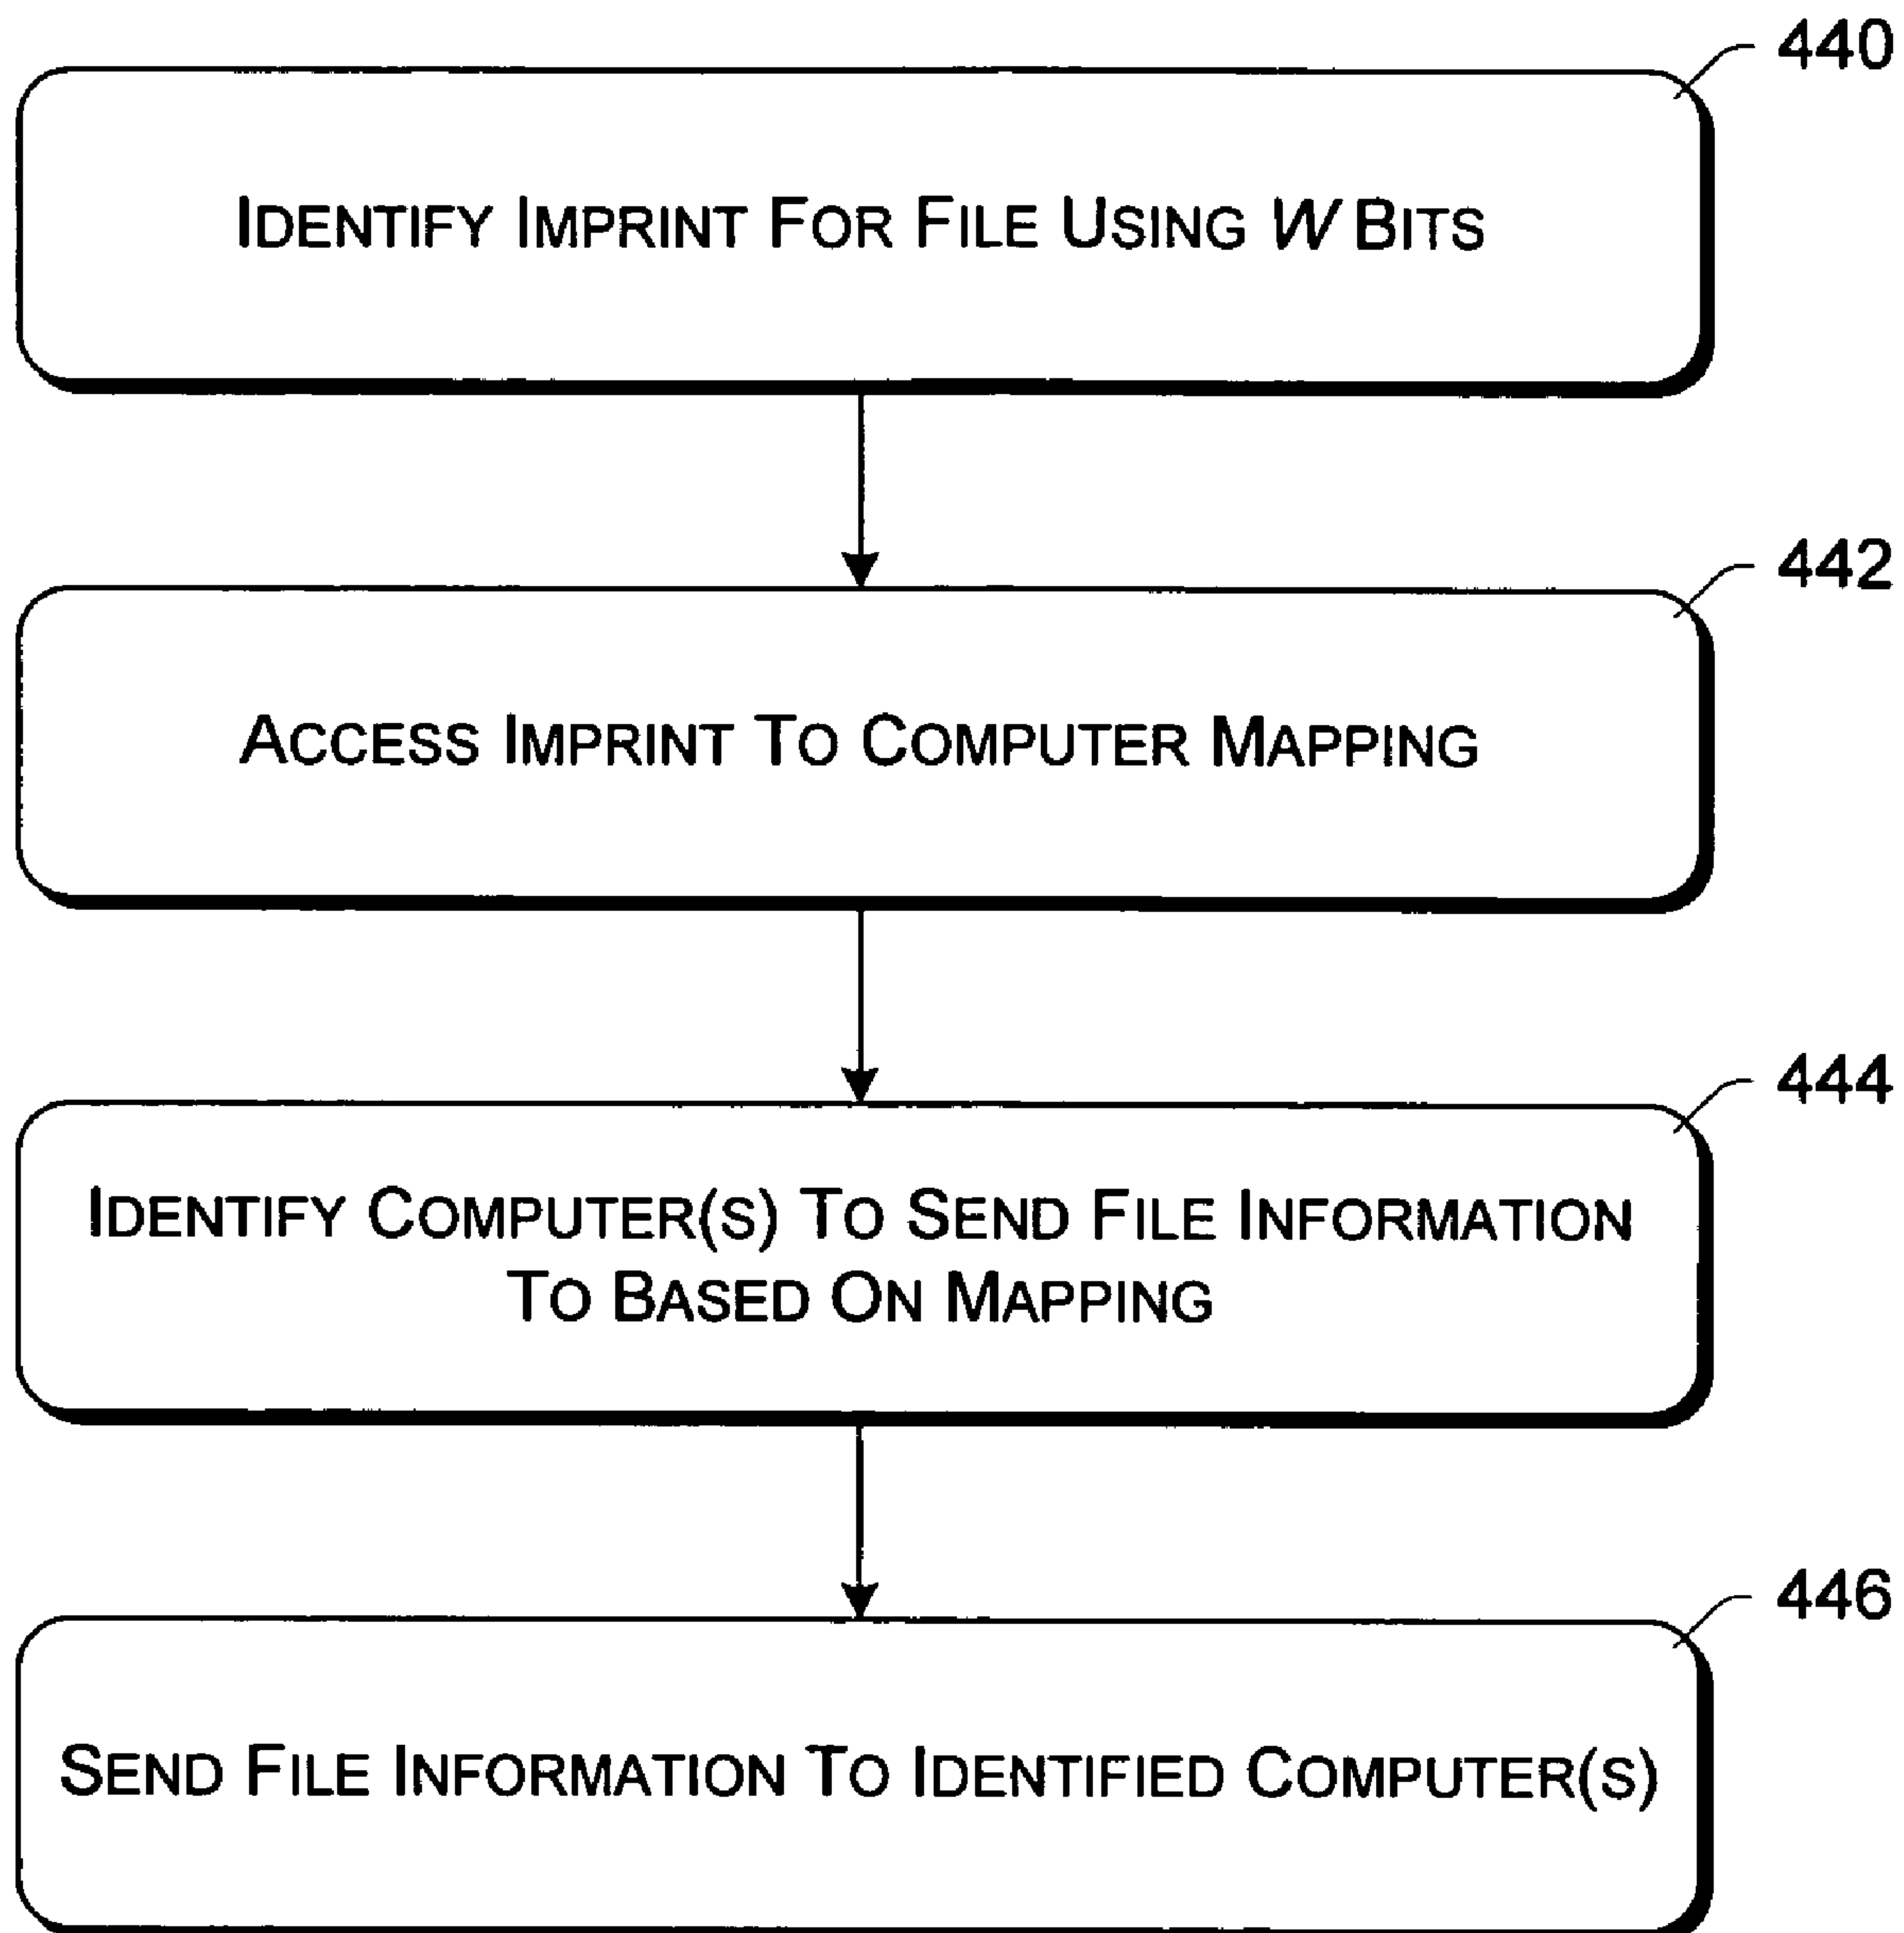 440
IDENTIFY IMPRINT FOR FILE USING W BITS
442
ACCESS IMPRINT TO COMPUTER MAPPING
444
IDENTIFY COMPUTER(S) TO SEND FILE INFORMATION
TO BASED ON MAPPING
446
SEND FILE INFORMATION TO IDENTIFIED COMPUTER(S)